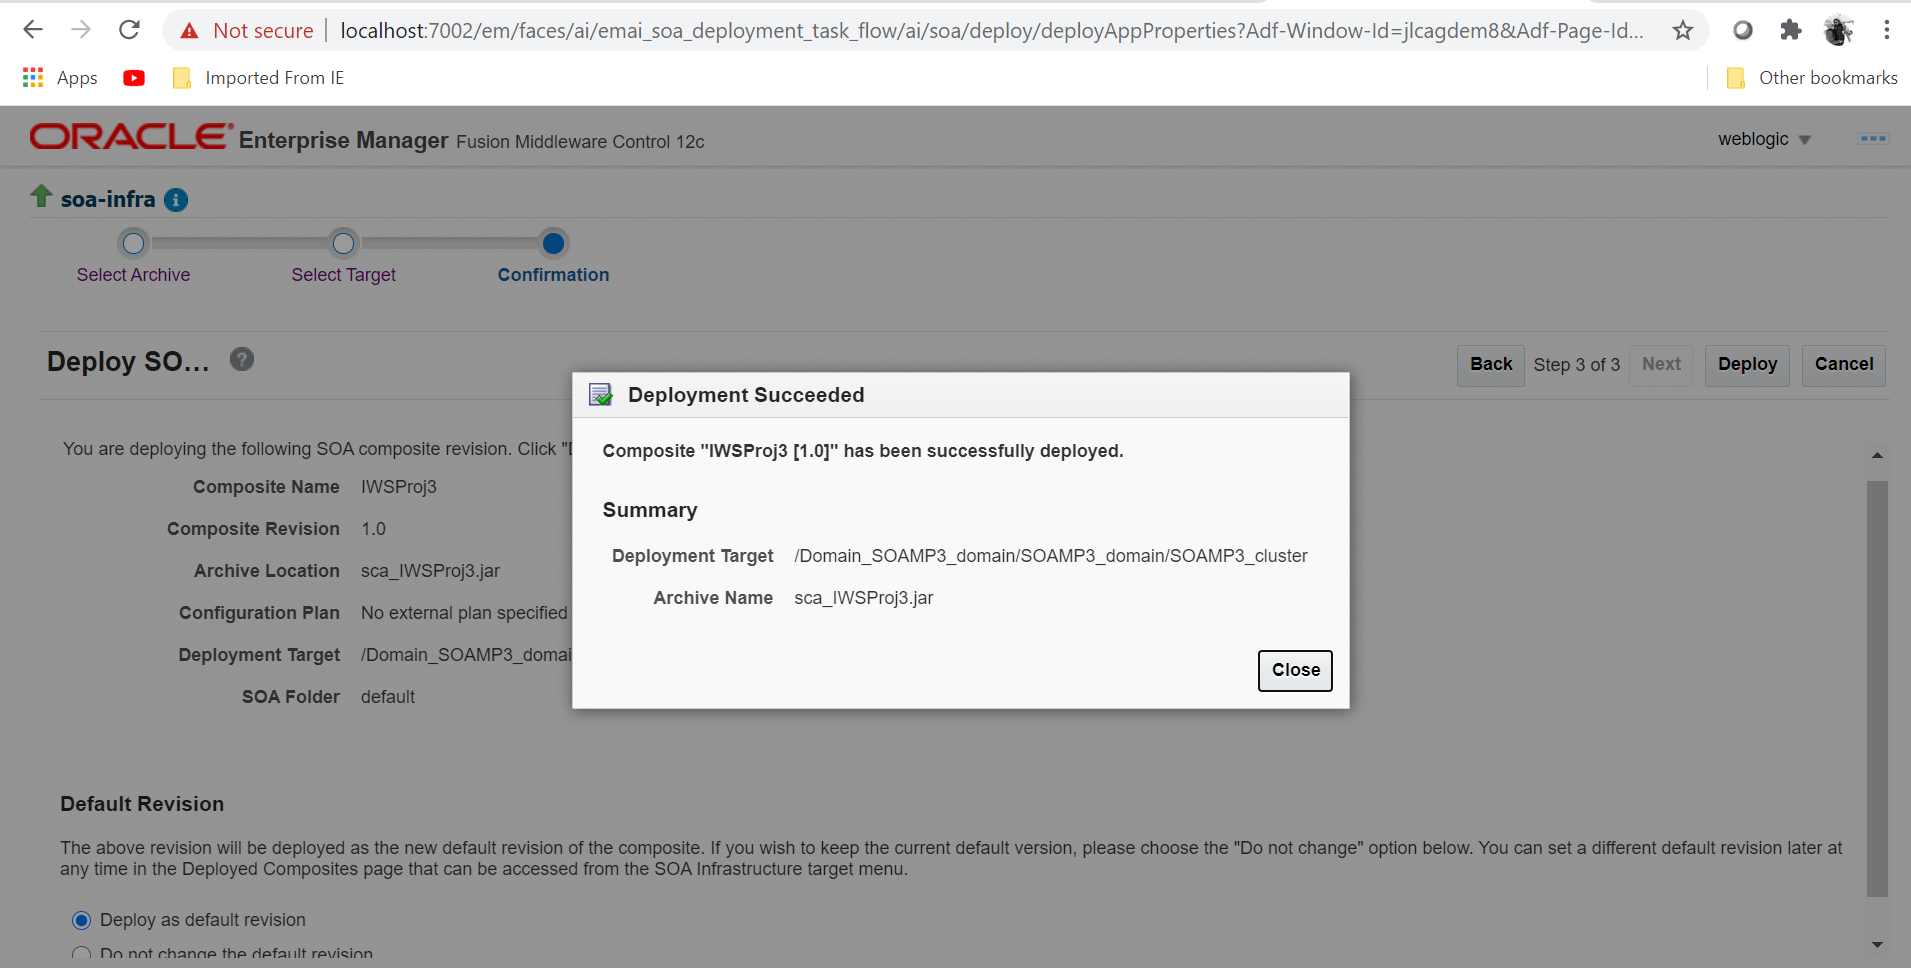 Not secure | localhost:7002/em/faces/ai/emai_soa_deployment_task_flow/ai/soa/deploy/deployAppProperties?Adf-Window-Id=jlcagdem8&Adf-Page-Id...
Apps Imported From IE Other bookmarks
ORACLE Enterprise Manager Fusion Middleware Control 12c weblogic
soa-infra i
Select Archive Select Target Confirmation
Deploy SO... ? Back Step 3 of 3 Next Deploy Cancel
Deployment Succeeded
Composite "IWSProj3 [1.0]" has been successfully deployed.
Summary
Deployment Target /Domain_SOAMP3_domain/SOAMP3_domain/SOAMP3_cluster
Archive Name sca_IWSProj3.jar
Close
You are deploying the following SOA composite revision. Click "
Composite Name IWSProj3
Composite Revision 1.0
Archive Location sca_IWSProj3.jar
Configuration Plan No external plan specified
Deployment Target /Domain_SOAMP3_domai
SOA Folder default
Default Revision
The above revision will be deployed as the new default revision of the composite. If you wish to keep the current default version, please choose the "Do not change" option below. You can set a different default revision later at
any time in the Deployed Composites page that can be accessed from the SOA Infrastructure target menu.
Deploy as default revision
Do not change the default revision